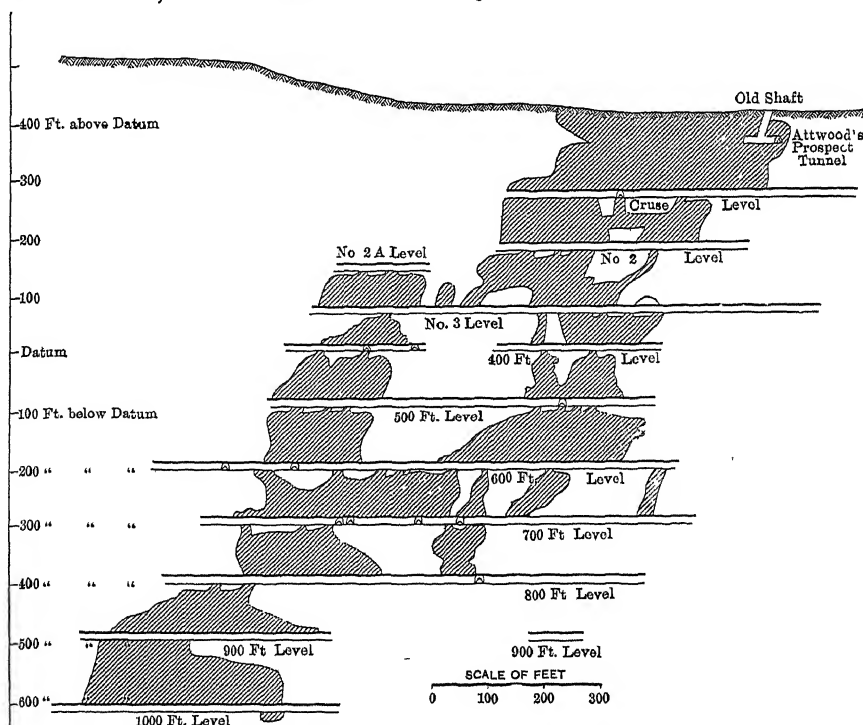 Old Shaft
400 Ft. above Datum
Attwood's
Prospect
Tunnel
300
Cruse Level
200
No 2 A Level
No. 2 Level
100
No. 3 Level
Datum
400 Ft. Level
100 Ft. below Datum
500 Ft. Level
200 " " "
600 Ft. Level
300 " " "
700 Ft Level
400 " " "
800 Ft Level
500 " " "
900 Ft Level
900 Ft. Level
SCALE OF FEET
0 100 200 300
600 "
1000 Ft. Level